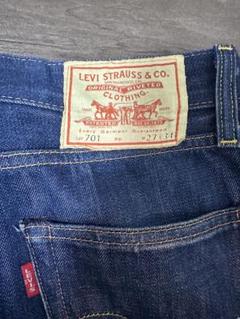 LEVI STRAUSS & CO.
ORIGINAL RIVETED
CLOTHING
Every Garment Guaranteed
701
LEVI'S